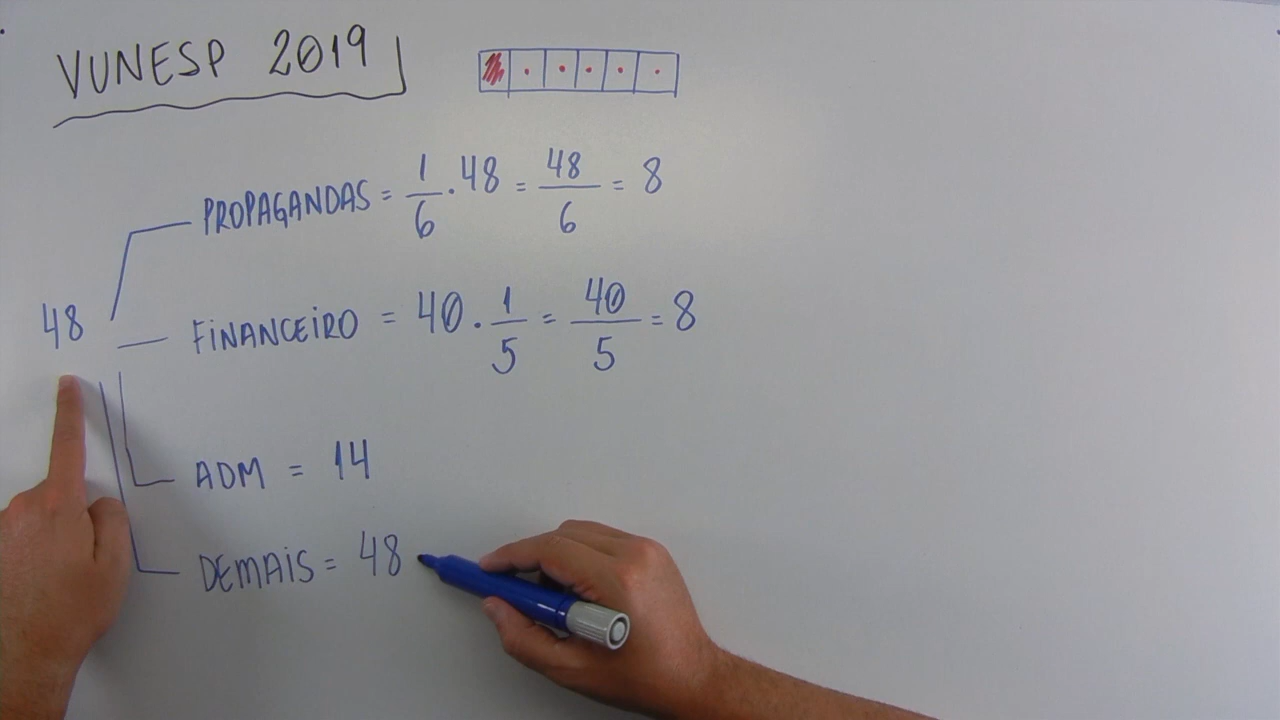 VUNESP 2019
PROPAGANDAS = 1/6 . 48 = 48/6 = 8
48
FINANCEIRO = 40 . 1/5 = 40/5 = 8
ADM = 14
DEMAIS = 48